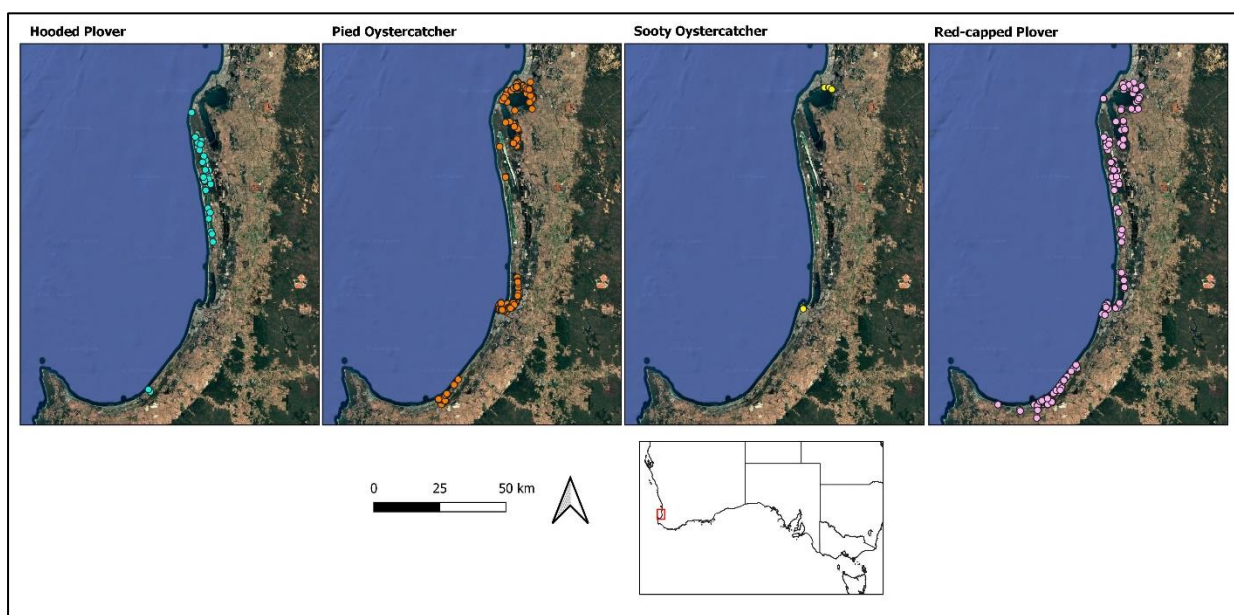 Hooded Plover
Pied Oystercatcher
Sooty Oystercatcher
Red-capped Plover
0 25 50 km